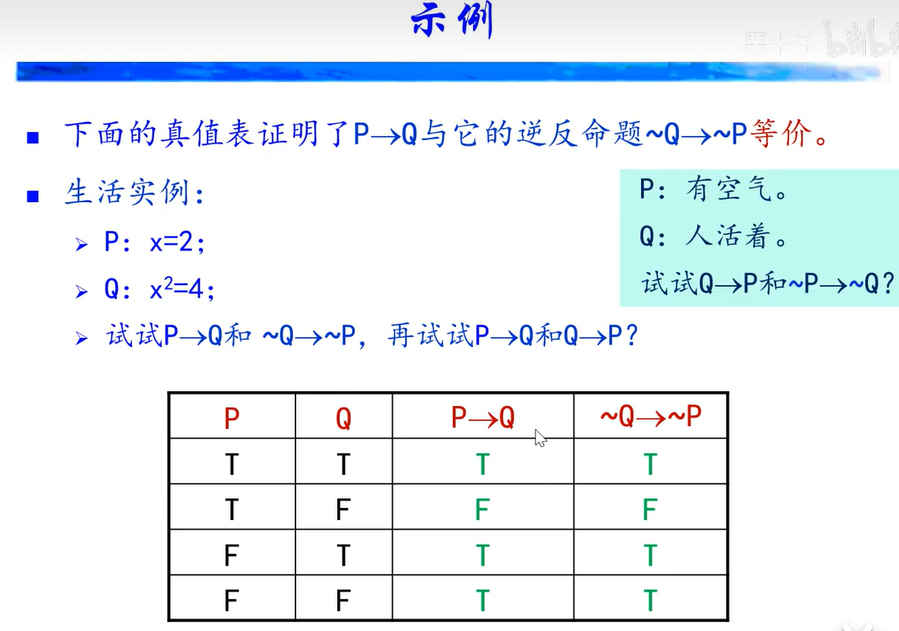 示例
下面的真值表证明了P→Q与它的逆反命题~Q→~P等价。
生活实例：
P：x=2；
Q：x²=4；
试试P→Q和 ~Q→~P，再试试P→Q和Q→P？
P：有空气。
Q：人活着。
试试Q→P和~P→~Q？
P Q P→Q ~Q→~P
T T T T
T F F F
F T T T
F F T T